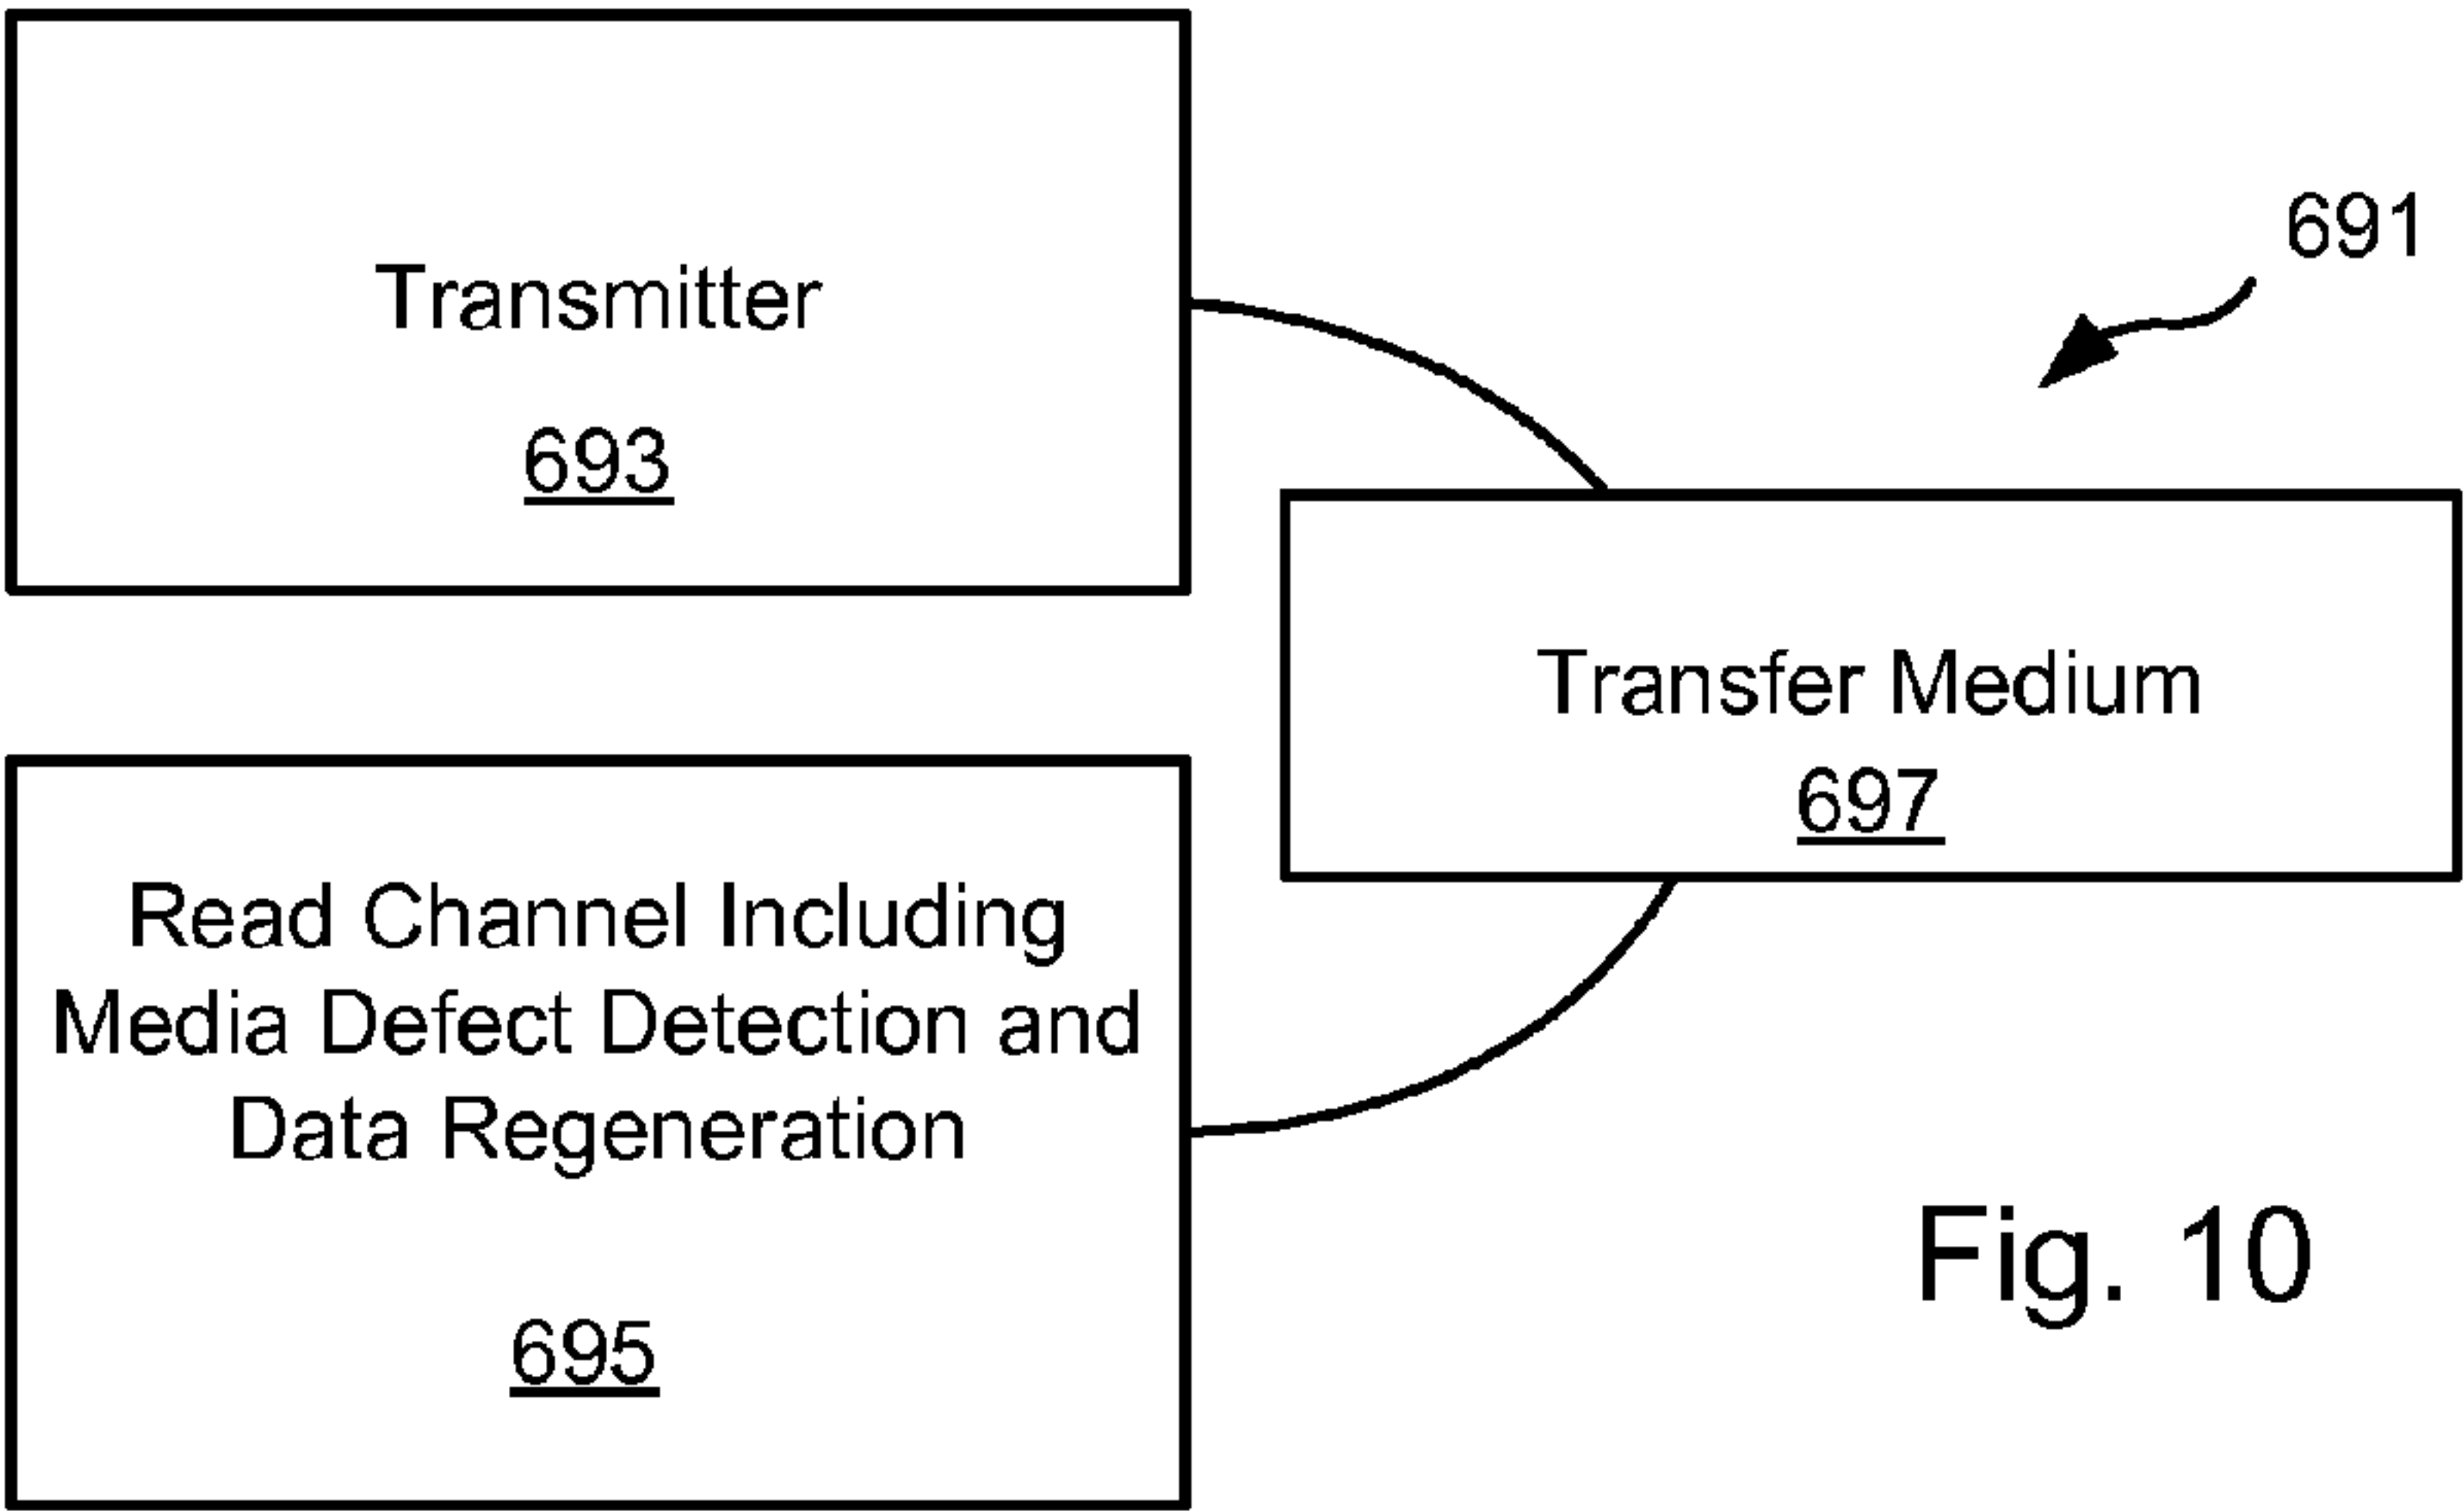 Transmitter
693
691
Transfer Medium
697
Read Channel Including
Media Defect Detection and
Data Regeneration
695
Fig. 10